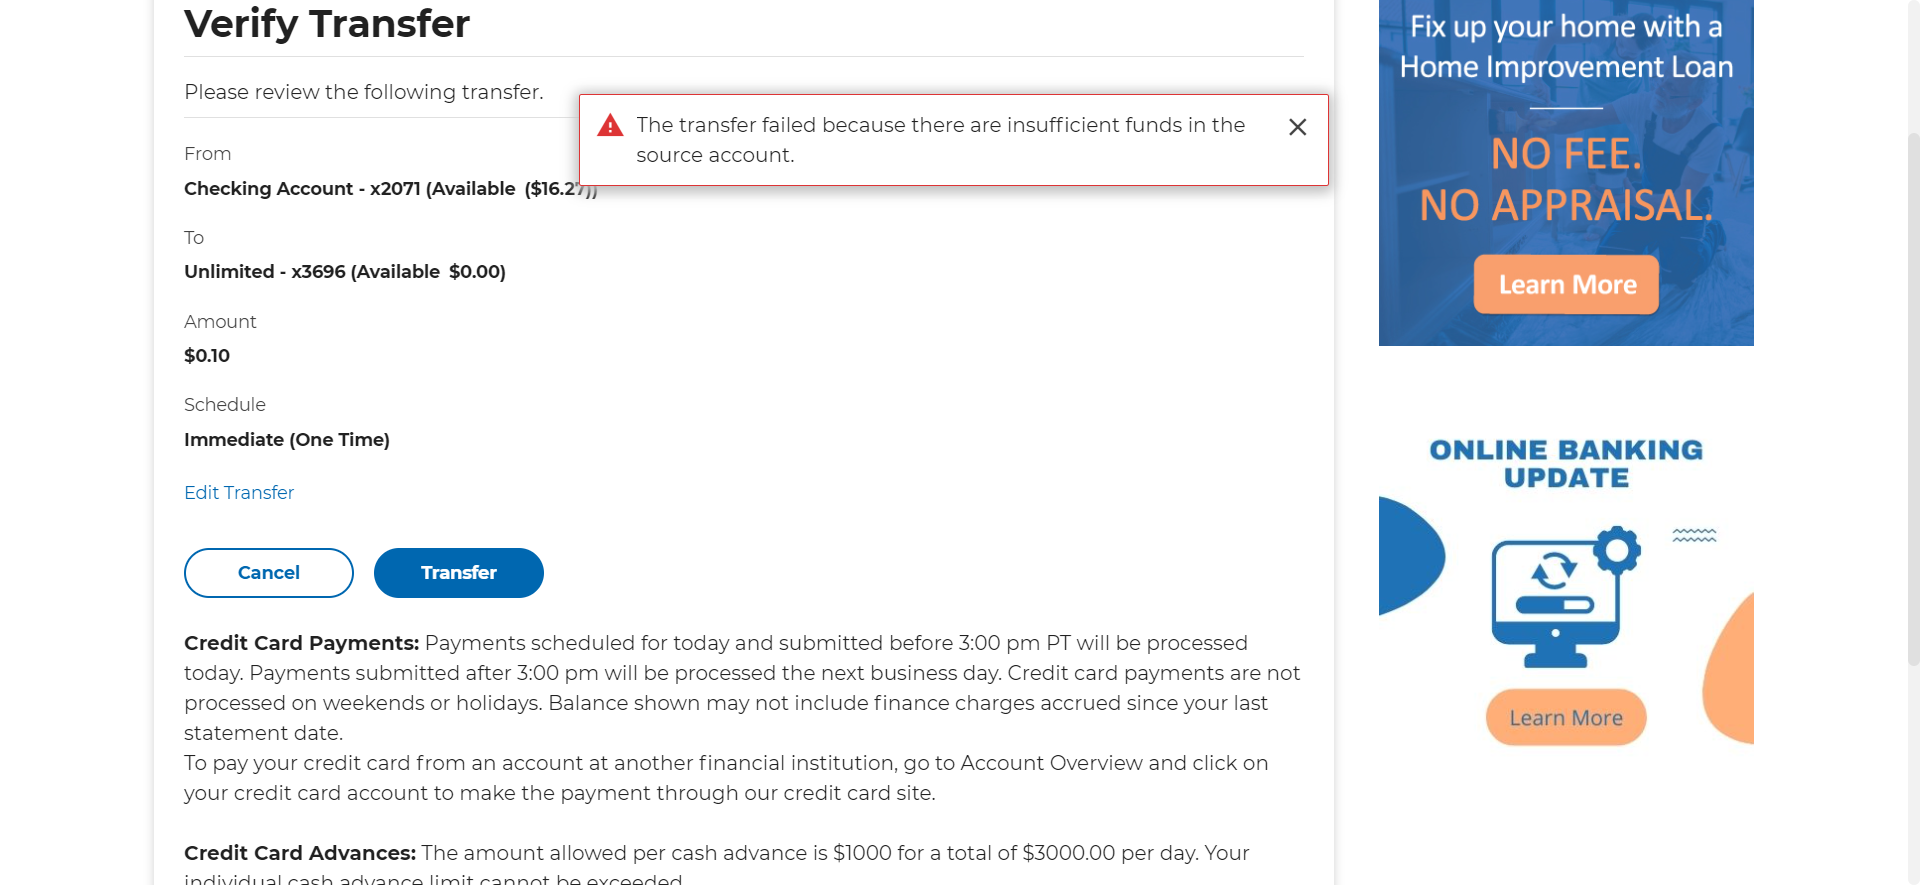 Verify Transfer
Please review the following transfer.
The transfer failed because there are insufficient funds in the
source account.
From
Checking Account - x2071 (Available ($16.27))
To
Unlimited - x3696 (Available $0.00)
Amount
$0.10
Schedule
Immediate (One Time)
Edit Transfer
Cancel
Transfer
Credit Card Payments: Payments scheduled for today and submitted before 3:00 pm PT will be processed
today. Payments submitted after 3:00 pm will be processed the next business day. Credit card payments are not
processed on weekends or holidays. Balance shown may not include finance charges accrued since your last
statement date.
To pay your credit card from an account at another financial institution, go to Account Overview and click on
your credit card account to make the payment through our credit card site.
Credit Card Advances: The amount allowed per cash advance is $1000 for a total of $3000.00 per day. Your
individual cash advance limit cannot be exceeded.
Fix up your home with a
Home Improvement Loan
NO FEE.
NO APPRAISAL.
Learn More
ONLINE BANKING
UPDATE
Learn More